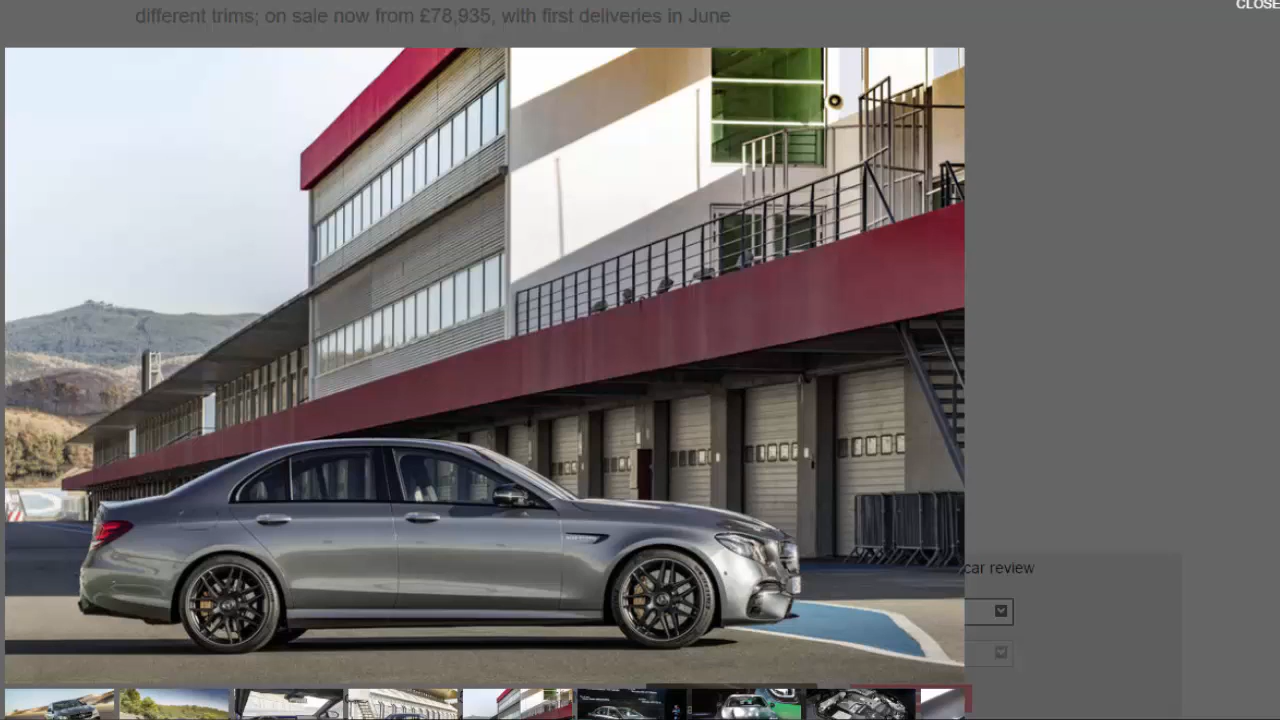 different trims; on sale now from £78,935, with first deliveries in June
CLOSE
car review